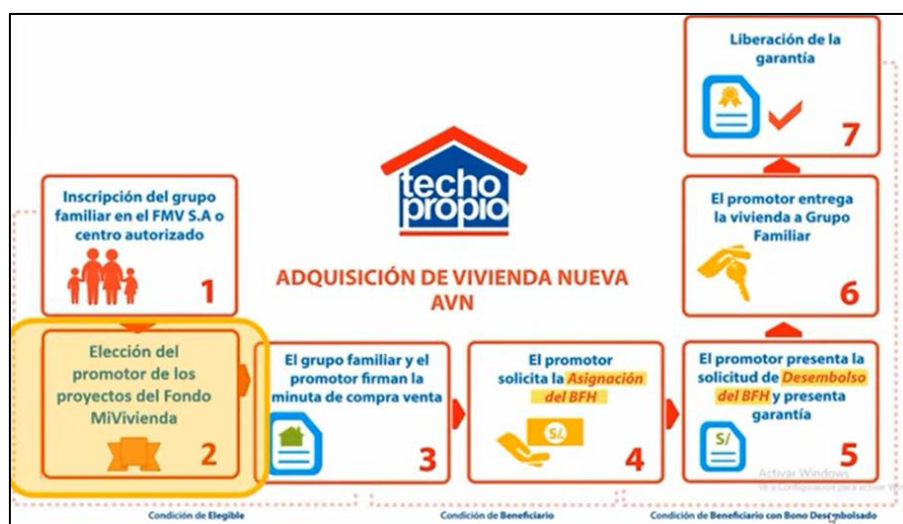 Inscripción del grupo
familiar en el FMV S.A o
centro autorizado
1
Elección del
promotor de los
proyectos del Fondo
MiVivienda
2
techo
propio
ADQUISICIÓN DE VIVIENDA NUEVA
AVN
El grupo familiar y el
promotor firman la
minuta de compra venta
3
El promotor
solicita la Asignación
del BFH
S/.
4
El promotor presenta la
solicitud de Desembolso
del BFH y presenta
garantía
S/
5
El promotor entrega
la vivienda a Grupo
Familiar
6
Liberación de la
garantía
7
Condición de Elegible
Condición de Beneficiario
Condición de Beneficiario con Bono Desembolsado
Activar Windows
Ve a Configuración para activar